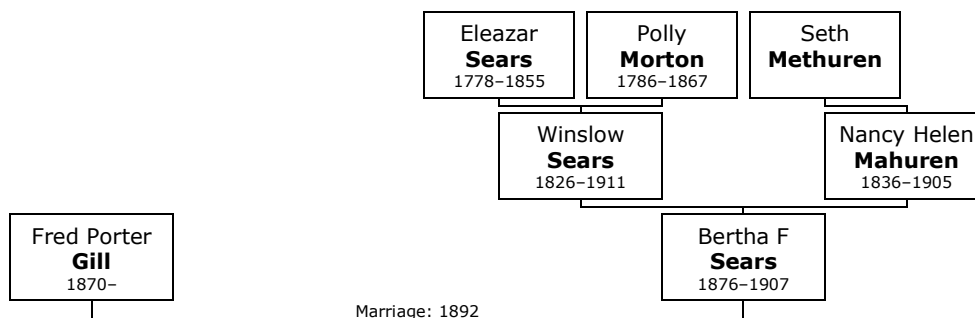 Eleazar
Sears
1778–1855
Polly
Morton
1786–1867
Seth
Methuren
Winslow
Sears
1826–1911
Nancy Helen
Mahuren
1836–1905
Fred Porter
Gill
1870–
Bertha F
Sears
1876–1907
Marriage: 1892